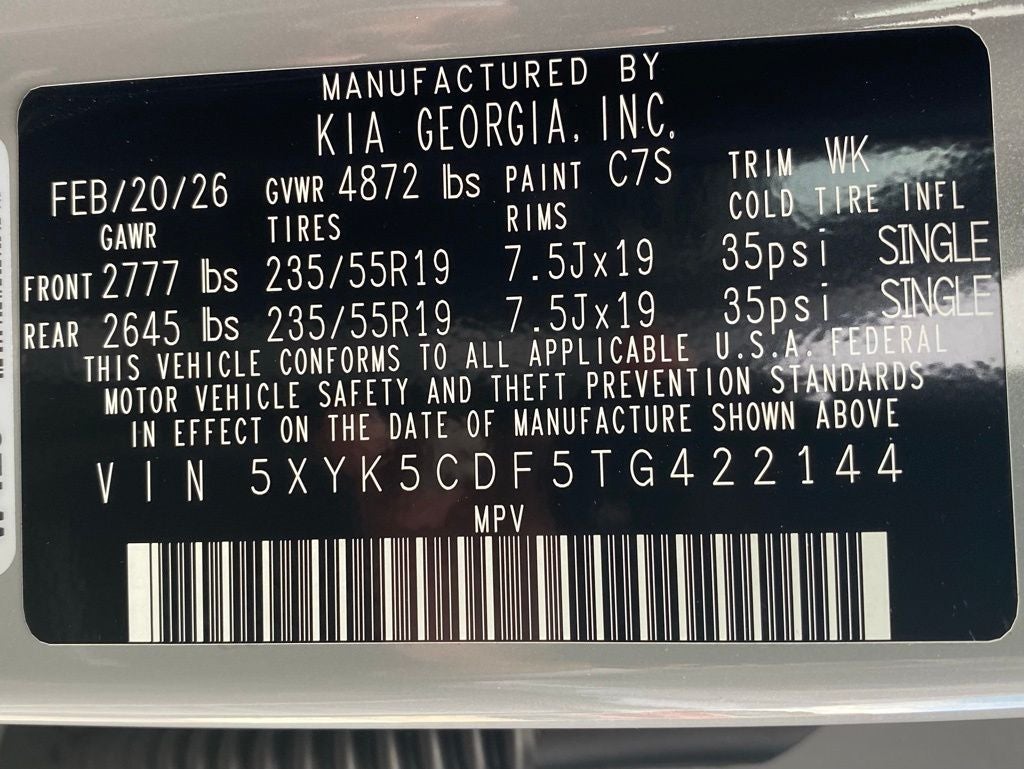 MANUFACTURED BY
KIA GEORGIA, INC.
FEB/20/26 GVWR 4872 lbs PAINT C7S TRIM WK
GAWR TIRES RIMS COLD TIRE INFL
FRONT 2777 lbs 235/55R19 7.5Jx19 35psi SINGLE
REAR 2645 lbs 235/55R19 7.5Jx19 35psi SINGLE
THIS VEHICLE CONFORMS TO ALL APPLICABLE U.S.A. FEDERAL
MOTOR VEHICLE SAFETY AND THEFT PREVENTION STANDARDS
IN EFFECT ON THE DATE OF MANUFACTURE SHOWN ABOVE
VIN 5XYK5CDF5TG422144
MPV